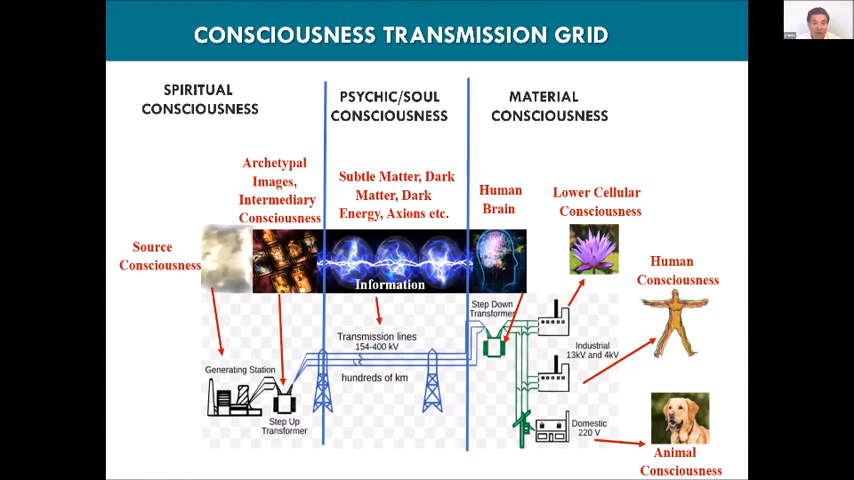 CONSCIOUSNESS TRANSMISSION GRID
SPIRITUAL
CONSCIOUSNESS
PSYCHIC/SOUL
CONSCIOUSNESS
MATERIAL
CONSCIOUSNESS
Archetypal
Images,
Intermediary
Consciousness
Subtle Matter, Dark
Matter, Dark
Energy, Axions etc.
Human
Brain
Lower Cellular
Consciousness
Source
Consciousness
Human
Consciousness
Information
Step Down
Transformer
Transmission lines
154-400 kV
hundreds of km
Industrial
13kV and 4kV
Generating Station
Step Up
Transformer
Domestic
220 V
Animal
Consciousness